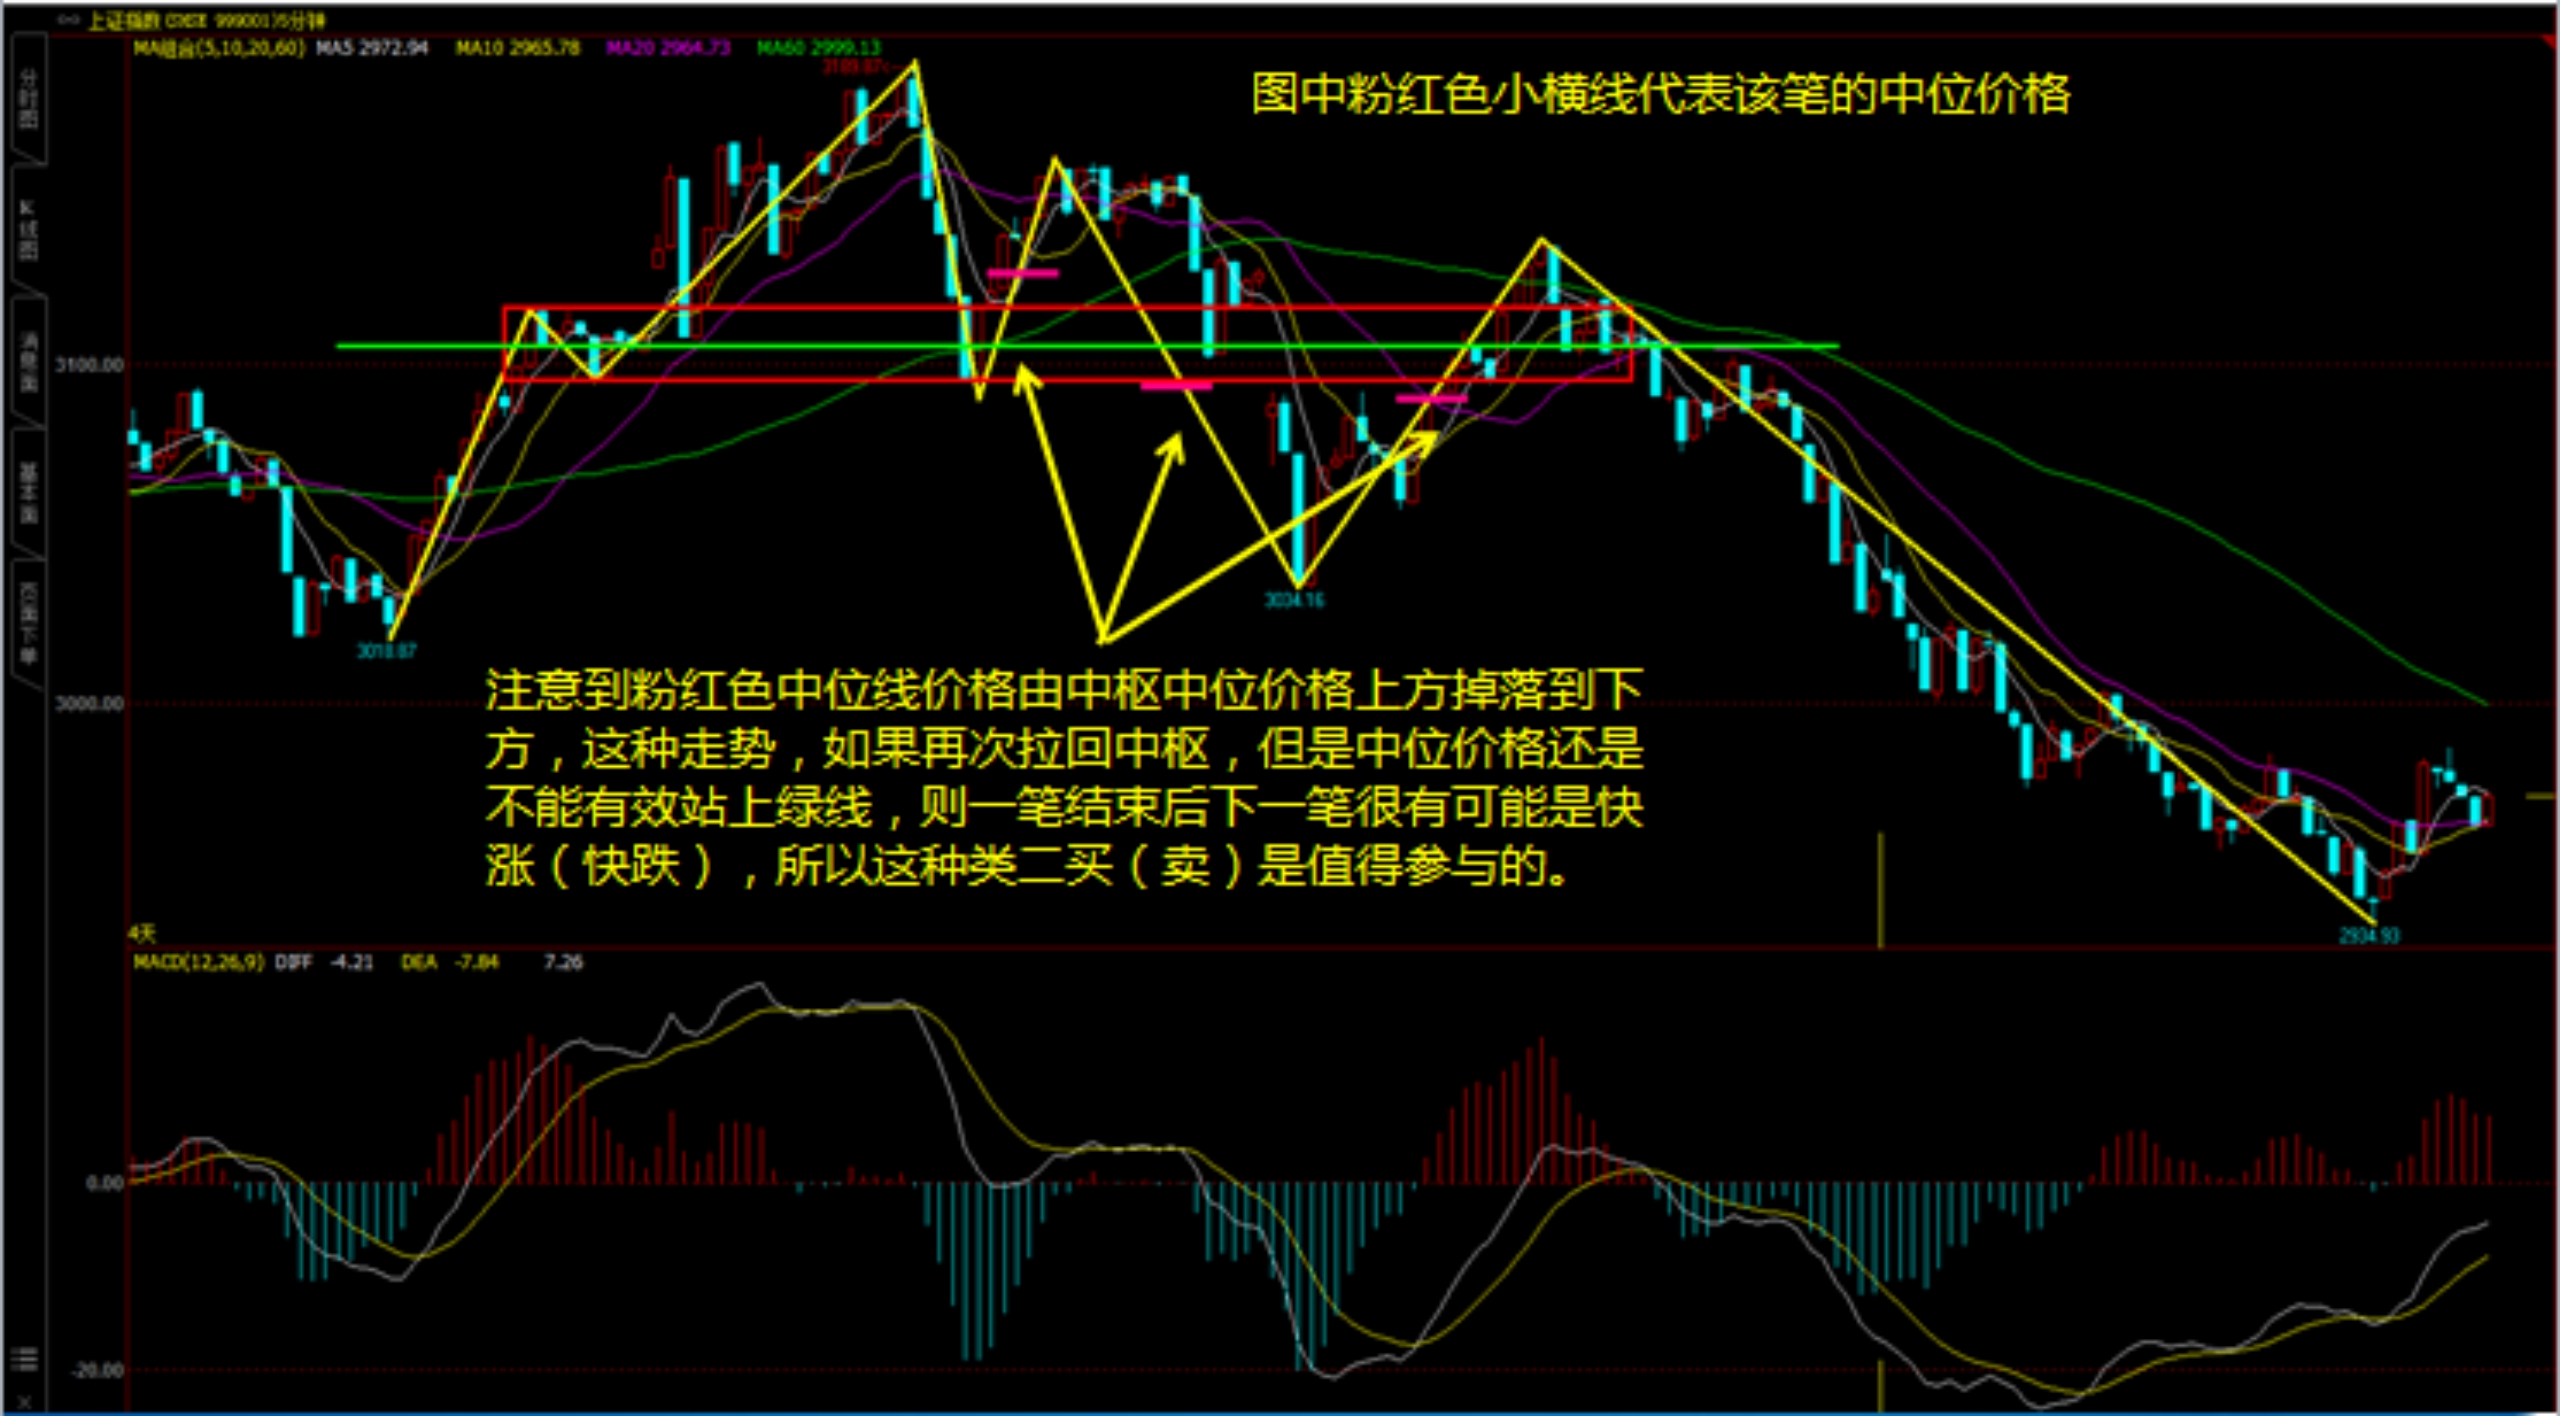 上证指数 999001)5分钟
MA组合(5,10,20,60) MA5 2972.94 MA10 2965.78 MA20 2964.73 MA60 2999.13
3189.87
图中粉红色小横线代表该笔的中位价格
分时图
K线图
消息面
基本面
3100.00
3034.16
3018.87
3000.00
注意到粉红色中位线价格由中枢中位价格上方掉落到下
方，这种走势，如果再次拉回中枢，但是中位价格还是
不能有效站上绿线，则一笔结束后下一笔很有可能是快
涨（快跌），所以这种类二买（卖）是值得参与的。
4天
2934.93
MACD(12,26,9) DIFF -4.21 DEA -7.84 7.26
0.00
-20.00